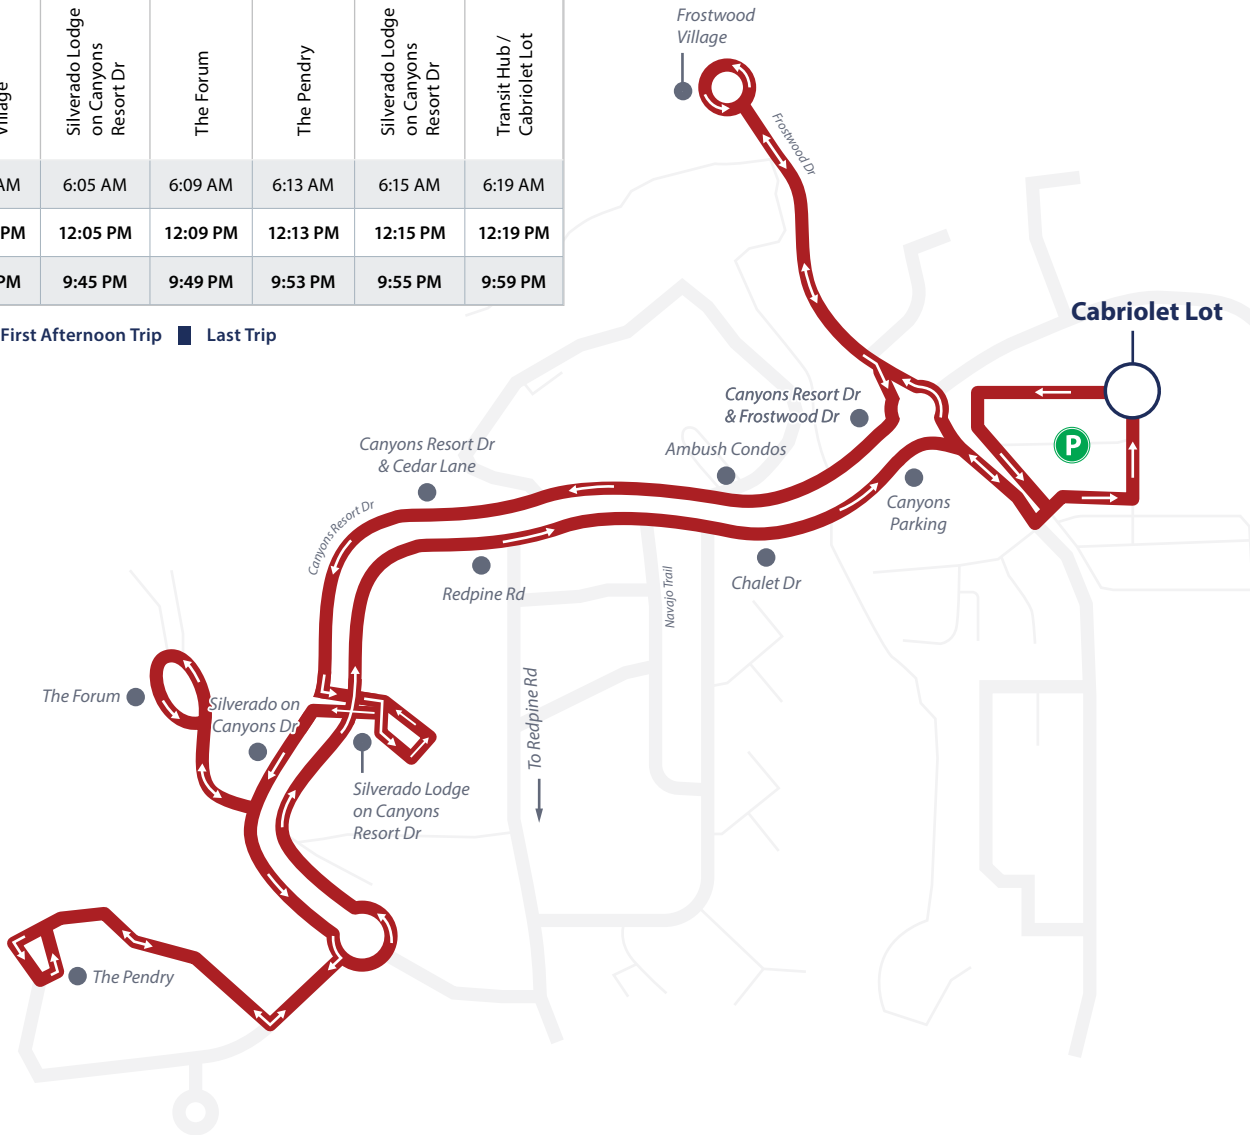 Village
Silverado Lodge
on Canyons
Resort Dr
The Forum
The Pendry
Silverado Lodge
on Canyons
Resort Dr
Transit Hub /
Cabriolet Lot
AM 6:05 AM 6:09 AM 6:13 AM 6:15 AM 6:19 AM
PM 12:05 PM 12:09 PM 12:13 PM 12:15 PM 12:19 PM
PM 9:45 PM 9:49 PM 9:53 PM 9:55 PM 9:59 PM
First Afternoon Trip Last Trip
Frostwood
Village
Frostwood Dr
Cabriolet Lot
P
Canyons Resort Dr
& Frostwood Dr
Ambush Condos
Canyons Resort Dr
& Cedar Lane
Canyons Resort Dr
Canyons
Parking
Redpine Rd
Chalet Dr
Navajo Trail
To Redpine Rd
The Forum
Silverado on
Canyons Dr
Silverado Lodge
on Canyons
Resort Dr
The Pendry